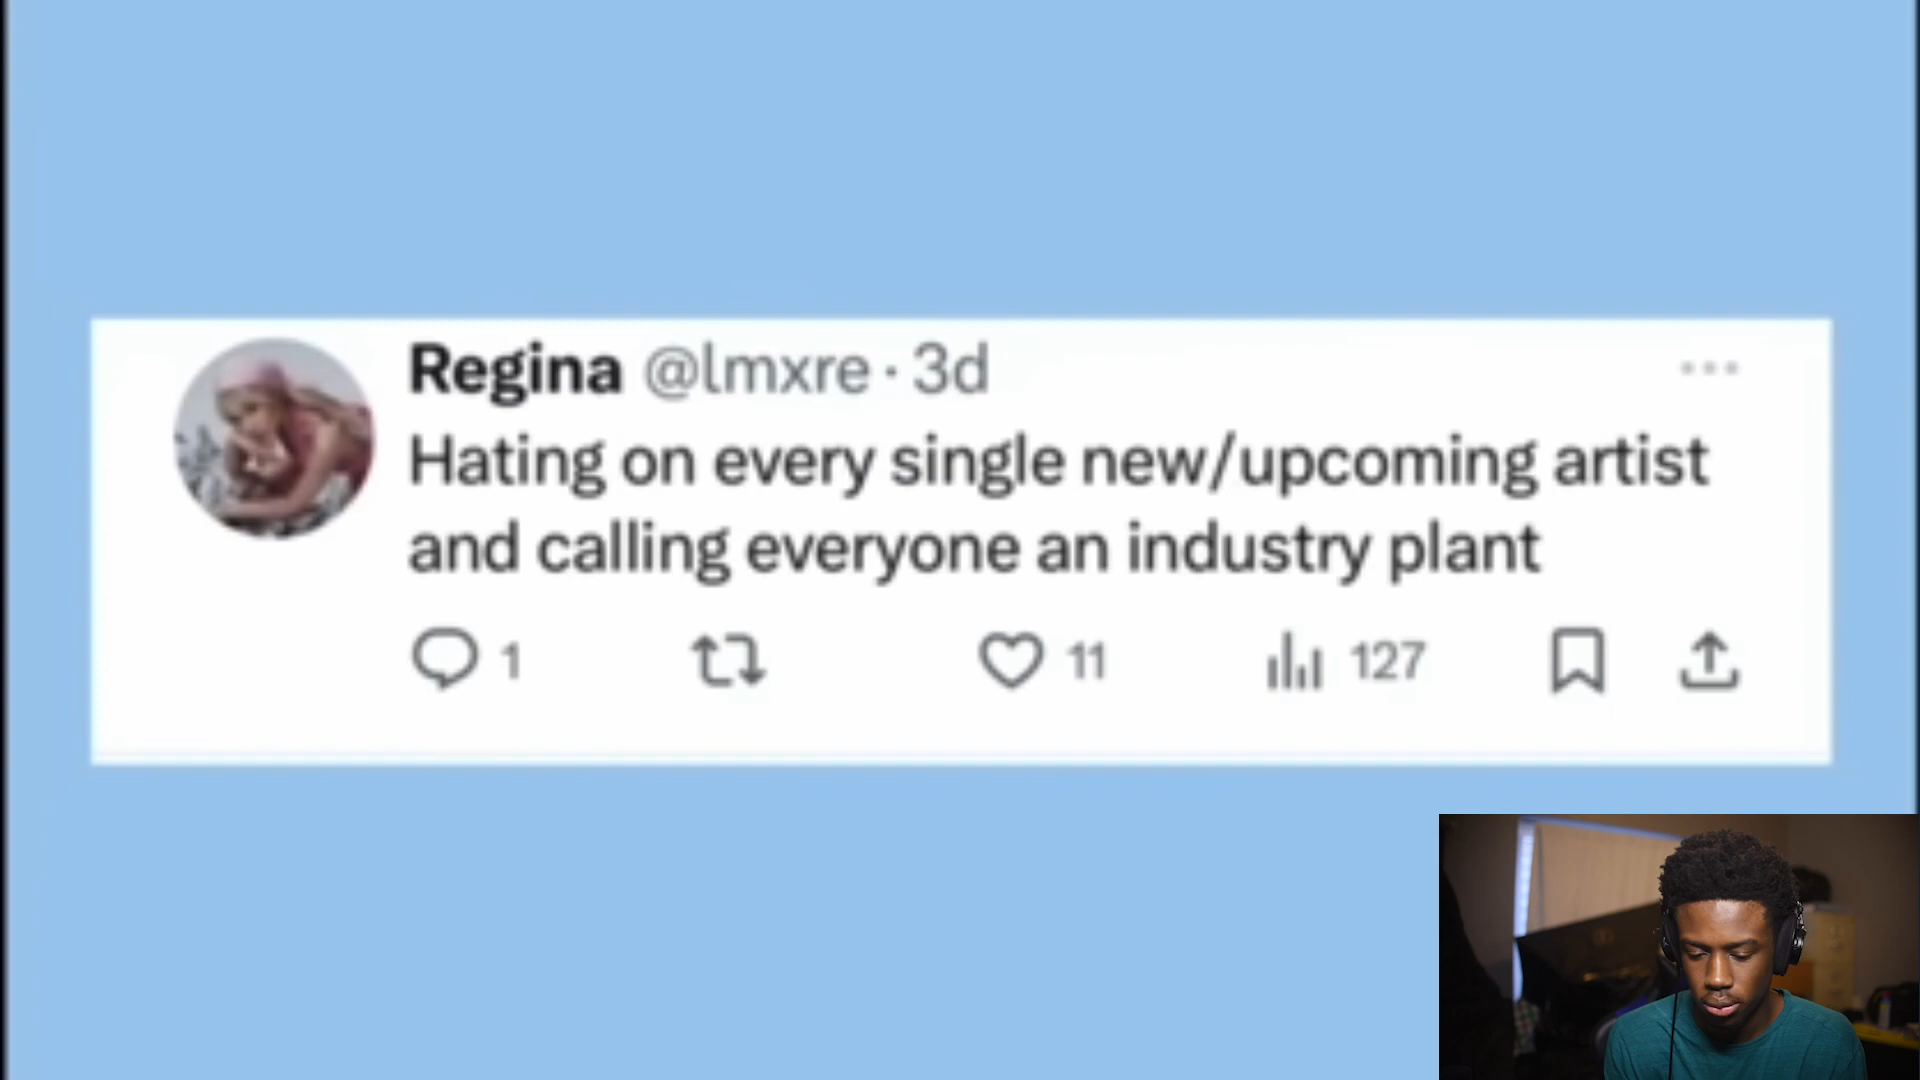 Regina @lmxre · 3d
Hating on every single new/upcoming artist
and calling everyone an industry plant
1 11 127